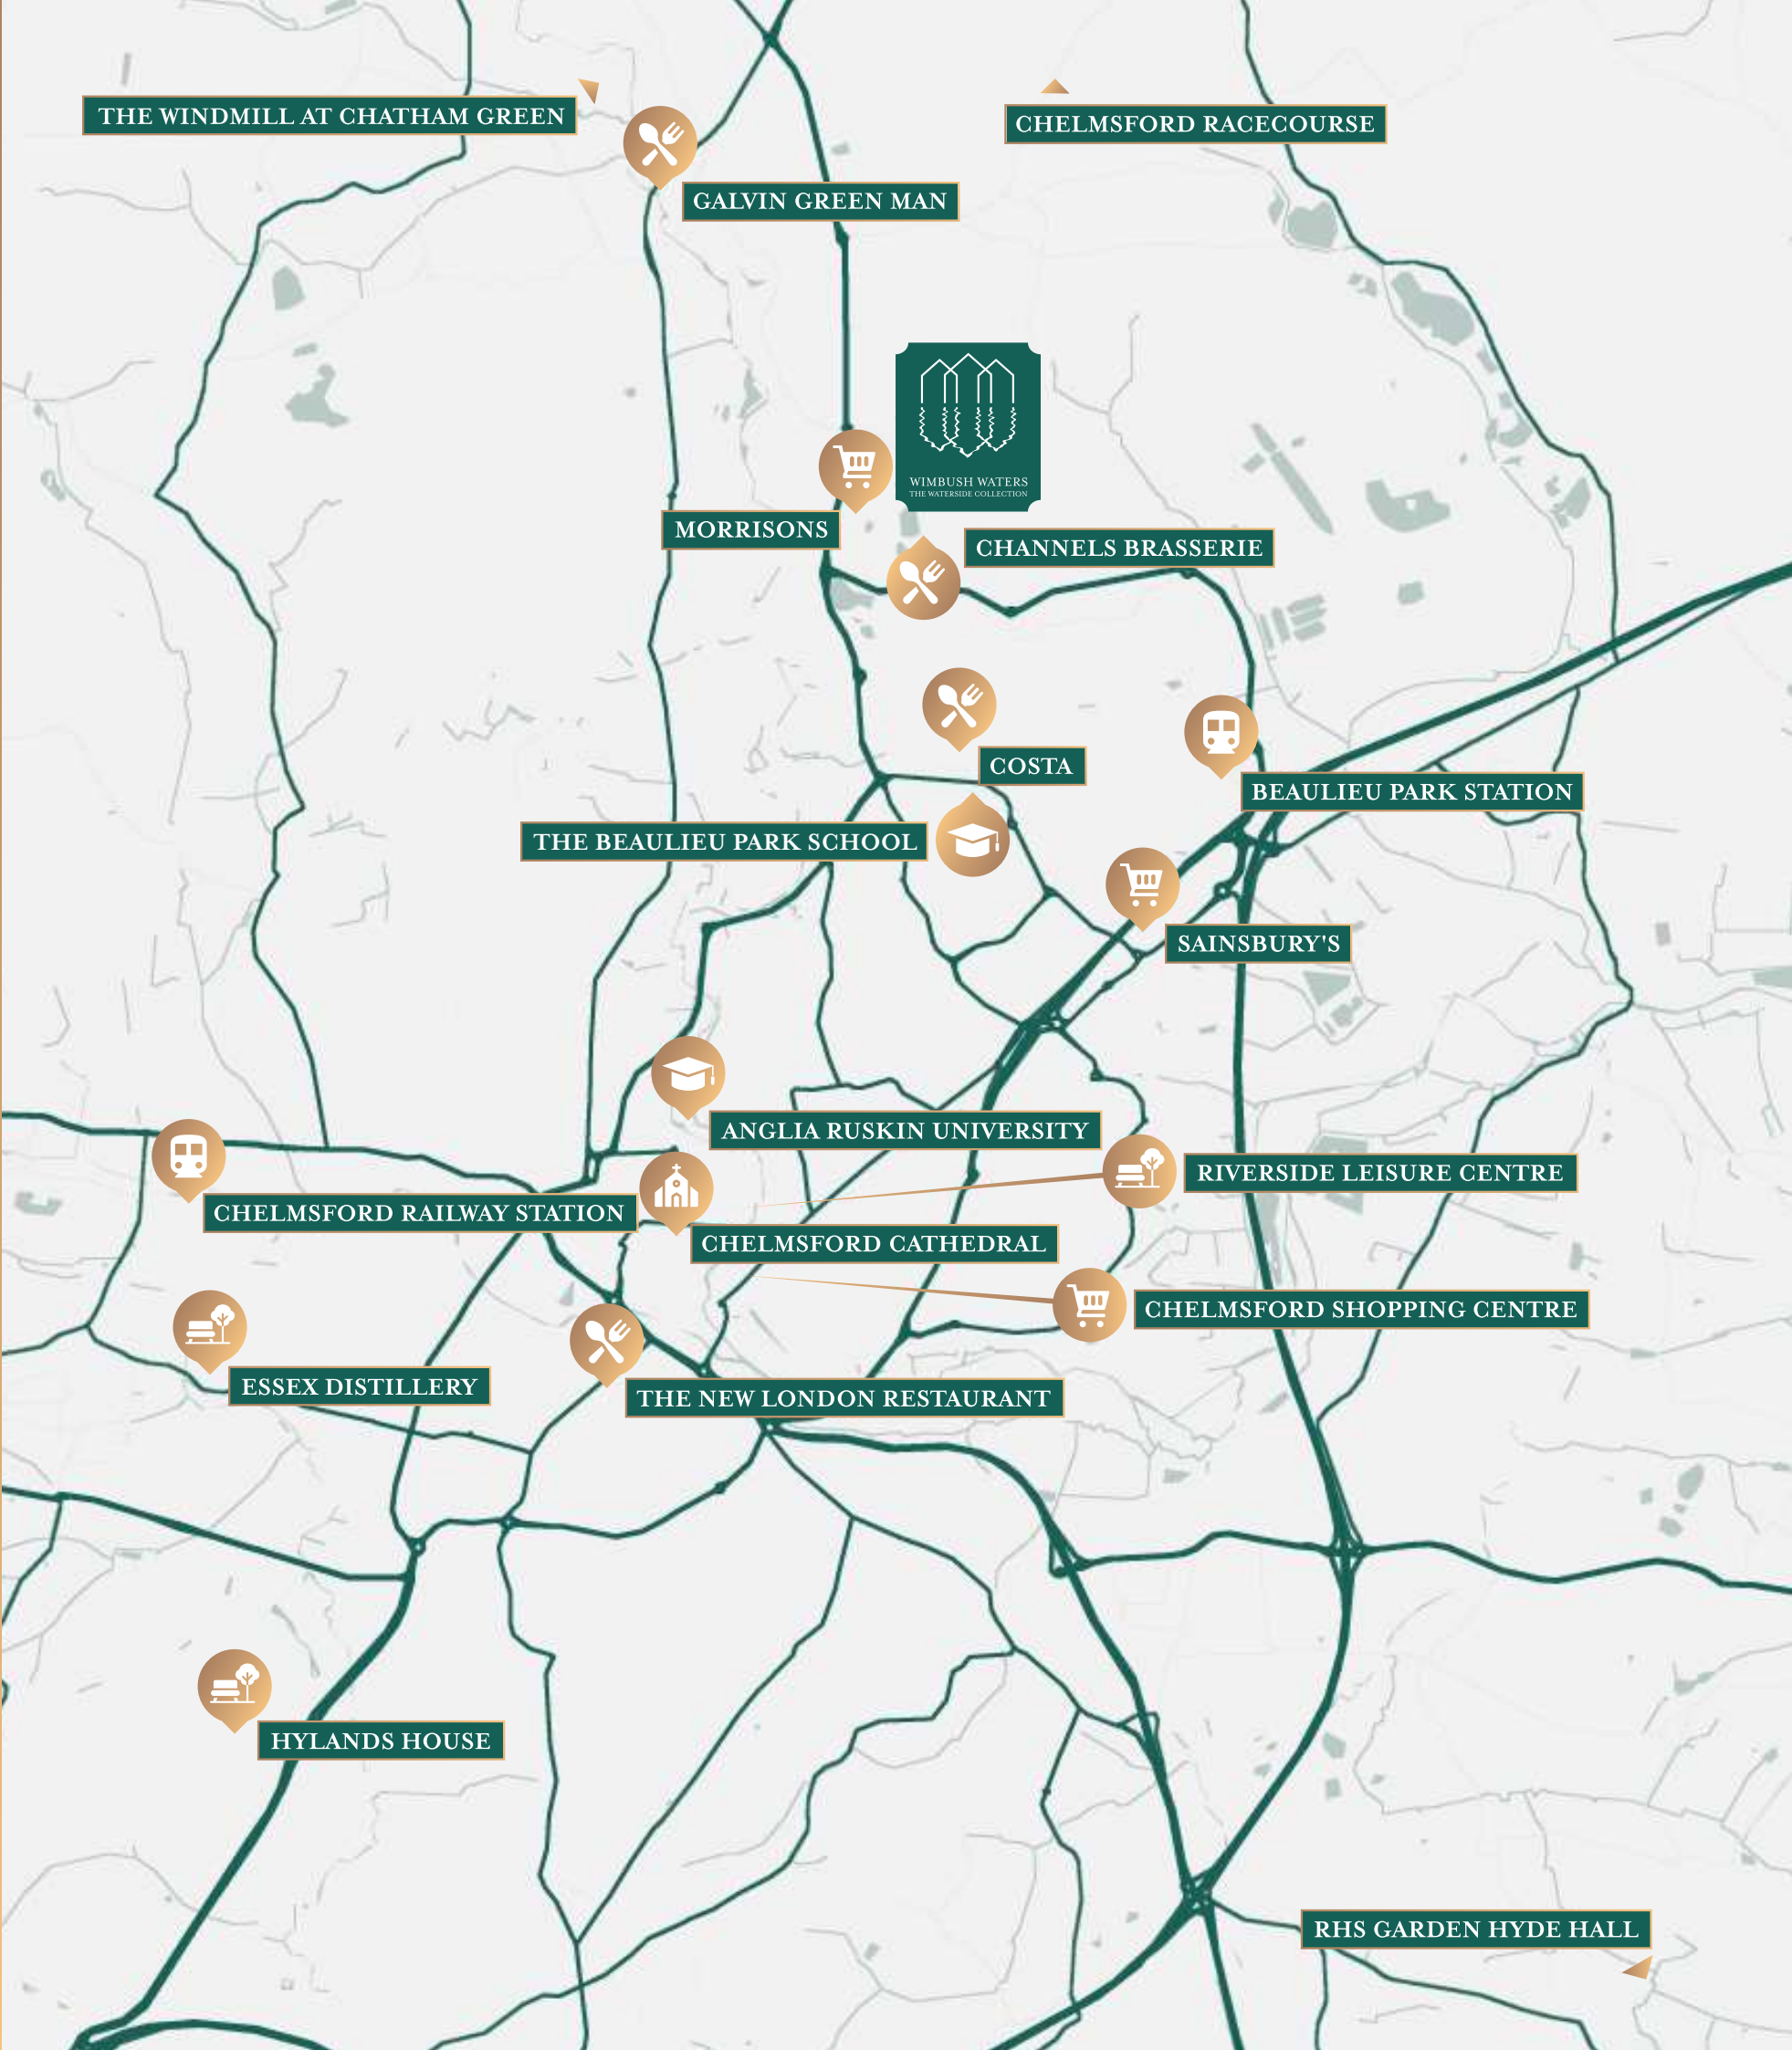 THE WINDMILL AT CHATHAM GREEN
CHELMSFORD RACECOURSE
GALVIN GREEN MAN
WIMBUSH WATERS
THE WATERSIDE COLLECTION
MORRISONS
CHANNELS BRASSERIE
COSTA
BEAULIEU PARK STATION
THE BEAULIEU PARK SCHOOL
SAINSBURY'S
ANGLIA RUSKIN UNIVERSITY
RIVERSIDE LEISURE CENTRE
CHELMSFORD RAILWAY STATION
CHELMSFORD CATHEDRAL
CHELMSFORD SHOPPING CENTRE
ESSEX DISTILLERY
THE NEW LONDON RESTAURANT
HYLANDS HOUSE
RHS GARDEN HYDE HALL